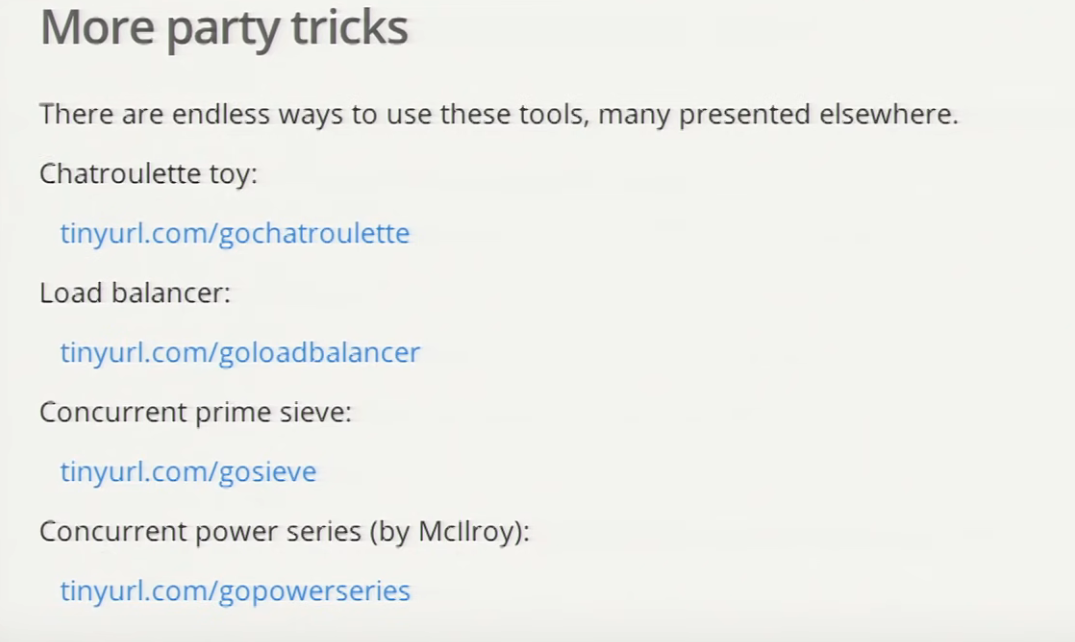 More party tricks
There are endless ways to use these tools, many presented elsewhere.
Chatroulette toy:
tinyurl.com/gochatroulette
Load balancer:
tinyurl.com/goloadbalancer
Concurrent prime sieve:
tinyurl.com/gosieve
Concurrent power series (by McIlroy):
tinyurl.com/gopowerseries